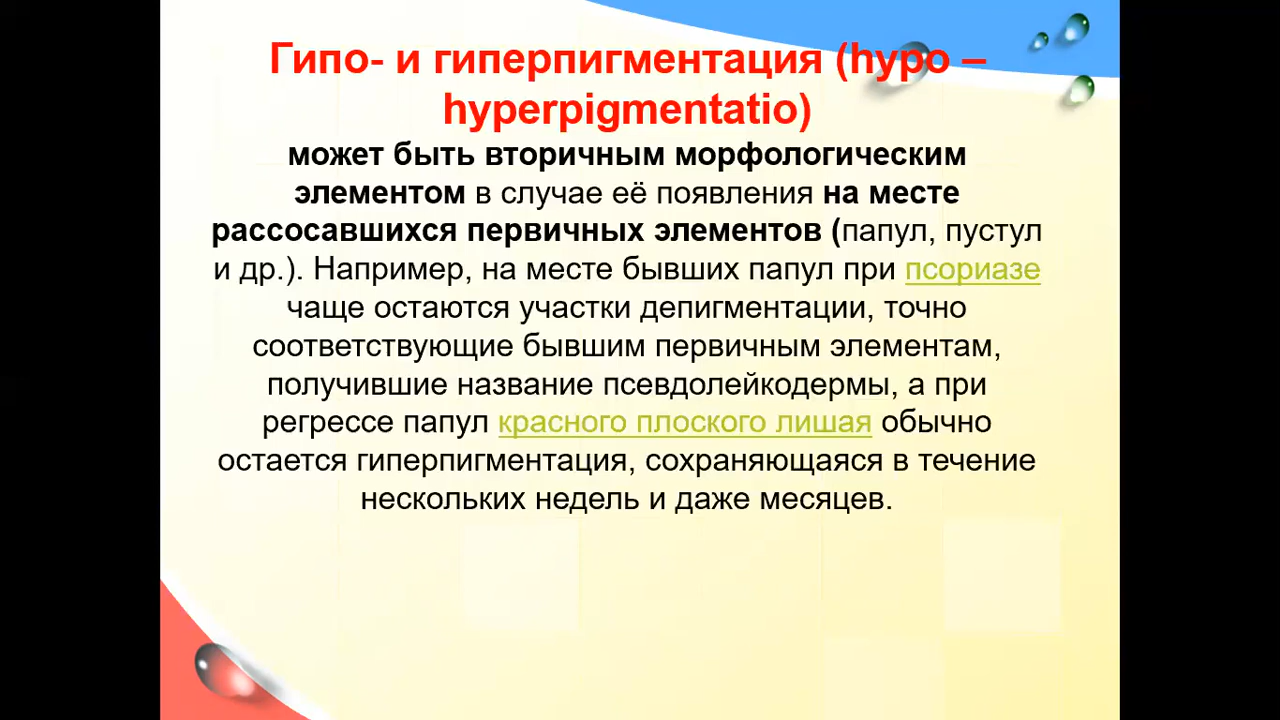 Гипо- и гиперпигментация (hypo –
hyperpigmentatio)
может быть вторичным морфологическим
элементом в случае её появления на месте
рассосавшихся первичных элементов (папул, пустул
и др.). Например, на месте бывших папул при псориазе
чаще остаются участки депигментации, точно
соответствующие бывшим первичным элементам,
получившие название псевдолейкодермы, а при
регрессе папул красного плоского лишая обычно
остается гиперпигментация, сохраняющаяся в течение
нескольких недель и даже месяцев.